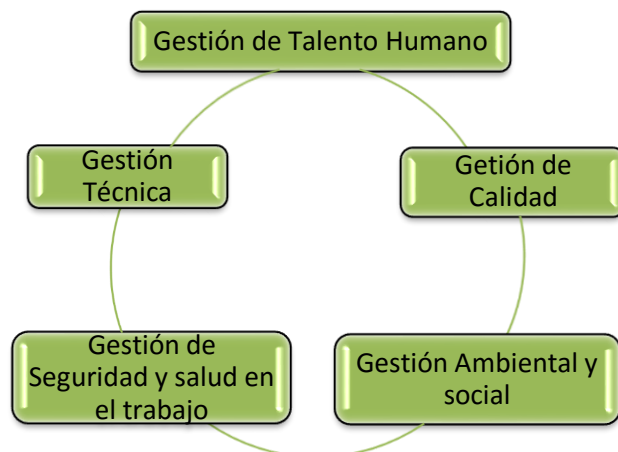 Gestión de Talento Humano
Gestión
Técnica
Getión de
Calidad
Gestión de
Seguridad y salud en
el trabajo
Gestión Ambiental y
social